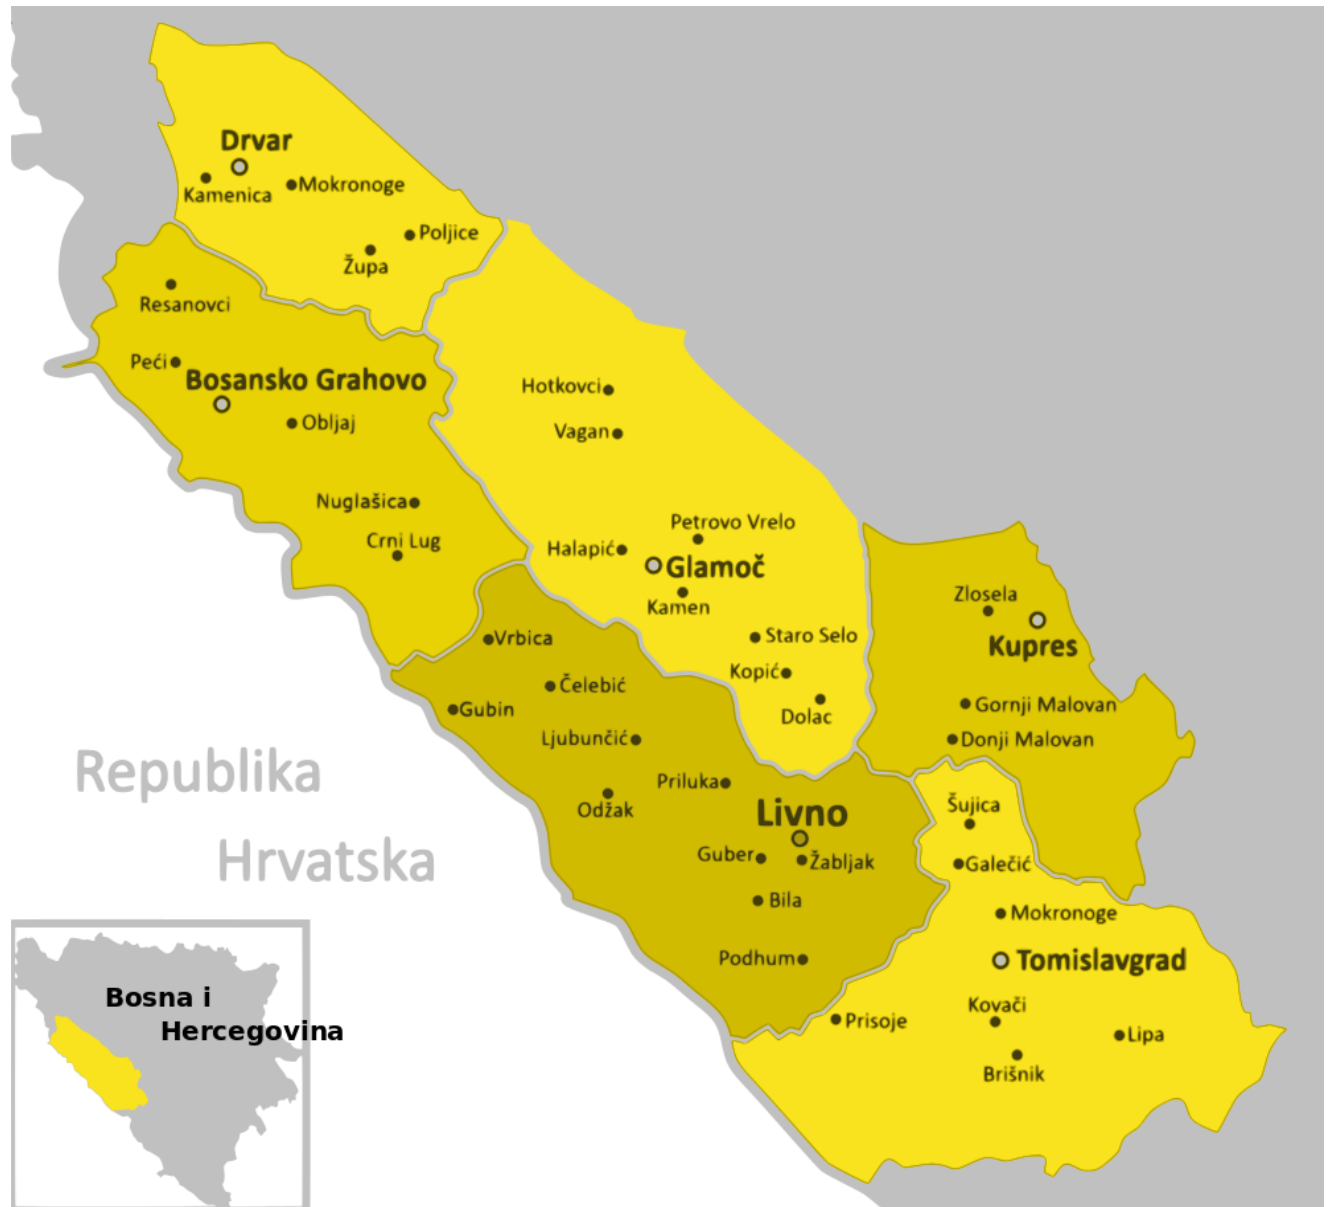 Drvar
Kamenica
Mokronoge
Poljice
Župa
Resanovci
Peći
Bosansko Grahovo
Obljaj
Nuglašica
Crni Lug
Hotkovci
Vagan
Petrovo Vrelo
Halapić
Glamoč
Kamen
Staro Selo
Kopić
Dolac
Zlosela
Kupres
Gornji Malovan
Donji Malovan
Vrbica
Čelebić
Gubin
Ljubunčić
Priluka
Odžak
Livno
Guber
Žabljak
Bila
Podhum
Šujica
Galečić
Mokronoge
Tomislavgrad
Kovači
Prisoje
Lipa
Brišnik
Republika
Hrvatska
Bosna i
Hercegovina